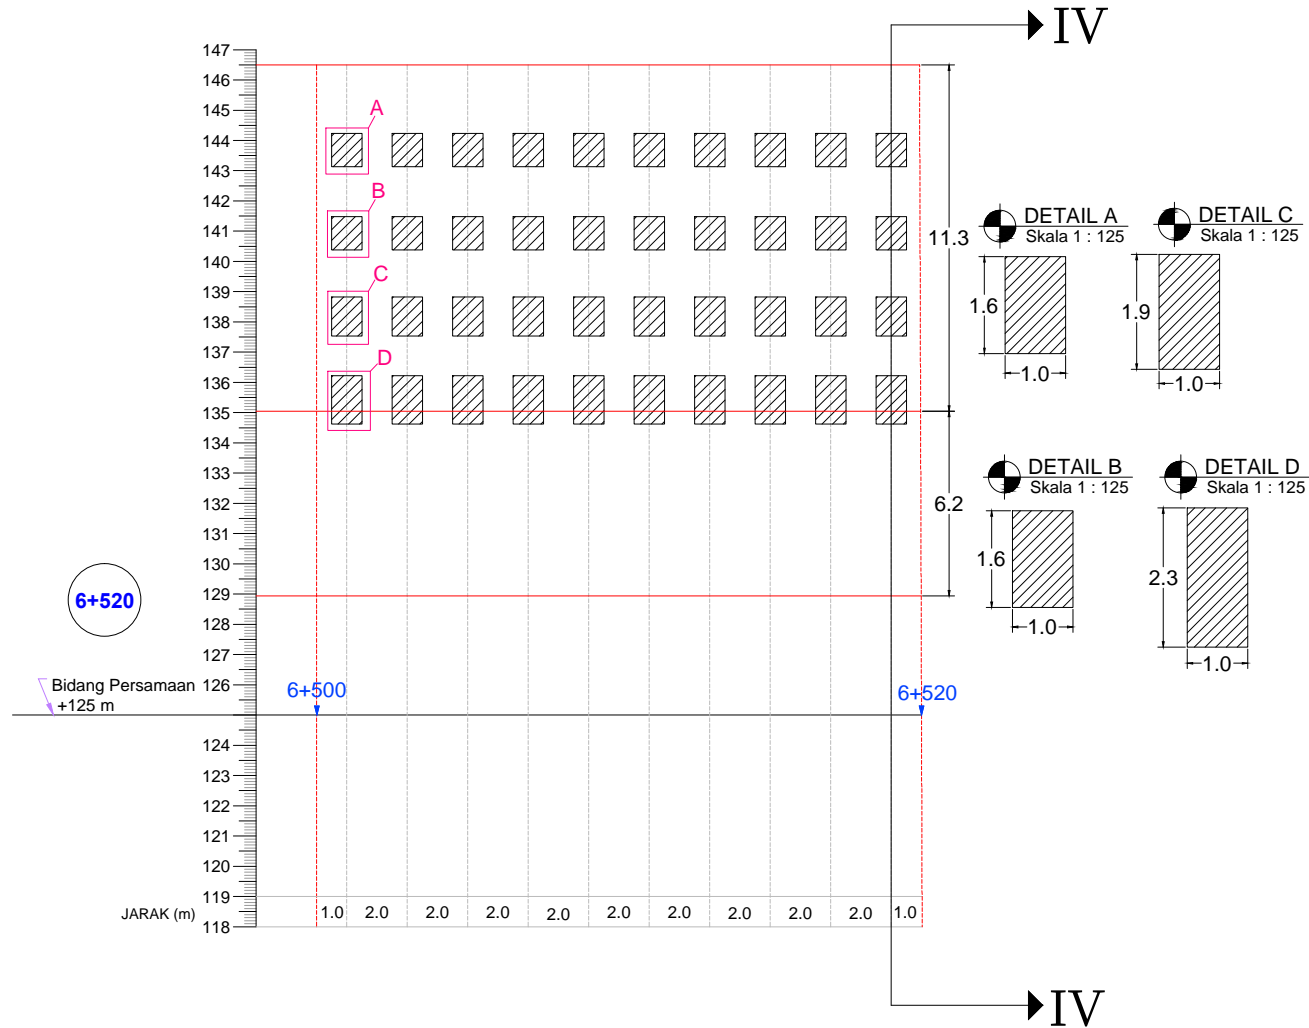 IV
147
146
145
144
143
142
141
140
139
138
137
136
135
134
133
132
131
130
129
128
127
126
124
123
122
121
120
119
118
A
B
C
D
11.3
6.2
DETAIL A
Skala 1 : 125
1.6
1.0
DETAIL C
Skala 1 : 125
1.9
1.0
DETAIL B
Skala 1 : 125
1.6
1.0
DETAIL D
Skala 1 : 125
2.3
1.0
6+520
Bidang Persamaan
+125 m
6+500
6+520
JARAK (m)
1.0 2.0 2.0 2.0 2.0 2.0 2.0 2.0 2.0 2.0 1.0
IV